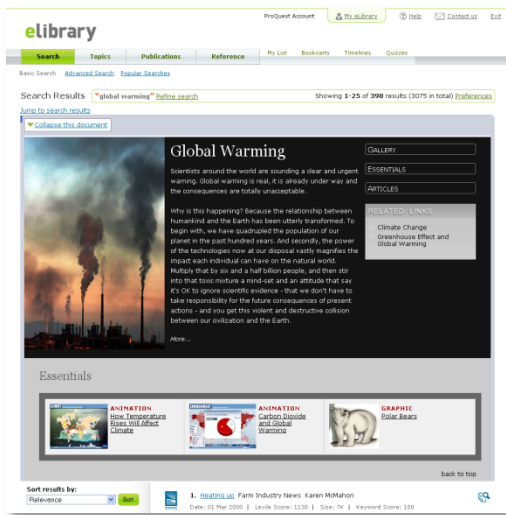 ProQuest Account My eLibrary Help Contact us Exit
elibrary
Search Topics Publications Reference My List Bookcarts Timelines Quizzes
Basic Search Advanced Search Popular Searches
Search Results "global warming" Refine search Showing 1-25 of 398 results (3075 in total) Preferences
Jump to search results
Collapse this document
Global Warming
Scientists around the world are sounding a clear and urgent
warning. Global warming is real, it is already under way and
the consequences are totally unacceptable.
Why is this happening? Because the relationship between
humankind and the Earth has been utterly transformed. To
begin with, we have quadrupled the population of our
planet in the past hundred years. And secondly, the power
of the technologies now at our disposal vastly magnifies the
impact each individual can have on the natural world.
Multiply that by six and a half billion people, and then stir
into that toxic mixture a mind-set and an attitude that say
it's OK to ignore scientific evidence - that we don't have to
take responsibility for the future consequences of present
actions - and you get this violent and destructive collision
between our civilization and the Earth.
More...
GALLERY
ESSENTIALS
ARTICLES
RELATED LINKS
Climate Change
Greenhouse Effect and
Global Warming
Essentials
ANIMATION
How Temperature
Rises Will Affect
Climate
ANIMATION
Carbon Dioxide
and Global
Warming
GRAPHIC
Polar Bears
back to top
Sort results by:
Relevance Sort
1. Heating up Farm Industry News Karen McMahon
Date: 01 Mar 2000 | Lexile Score: 1130 | Size: 7K | Keyword Score: 100